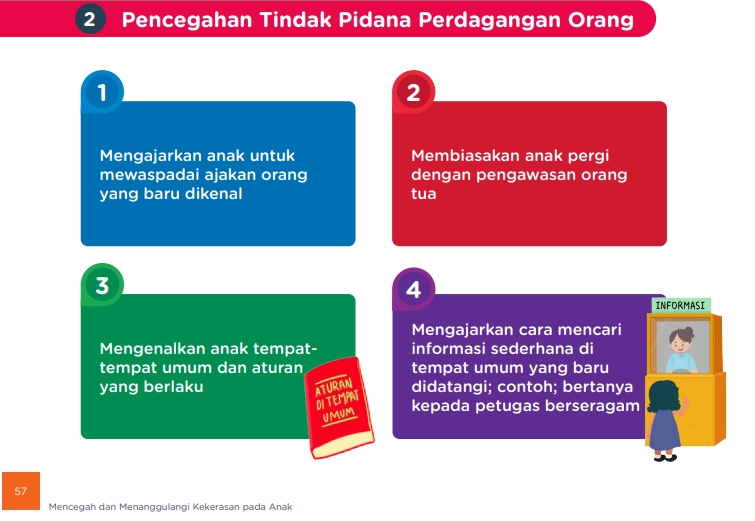 2 Pencegahan Tindak Pidana Perdagangan Orang
1
Mengajarkan anak untuk
mewaspadai ajakan orang
yang baru dikenal
2
Membiasakan anak pergi
dengan pengawasan orang
tua
3
Mengenalkan anak tempat-
tempat umum dan aturan
yang berlaku
ATURAN
DI TEMPAT
UMUM
4
Mengajarkan cara mencari
informasi sederhana di
tempat umum yang baru
didatangi; contoh; bertanya
kepada petugas berseragam
INFORMASI
57
Mencegah dan Menanggulangi Kekerasan pada Anak